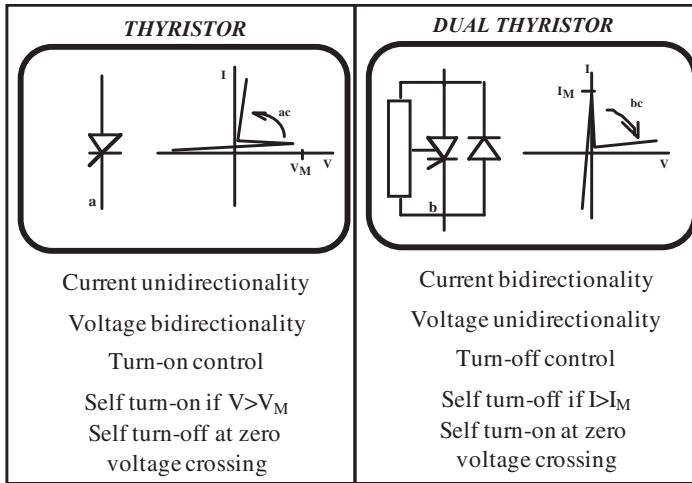 THYRISTOR
I
ac
V_M
V
a
Current unidirectionality
Voltage bidirectionality
Turn-on control
Self turn-on if V>V_M
Self turn-off at zero
voltage crossing
DUAL THYRISTOR
I
I_M
bc
V
b
Current bidirectionality
Voltage unidirectionality
Turn-off control
Self turn-off if I>I_M
Self turn-on at zero
voltage crossing